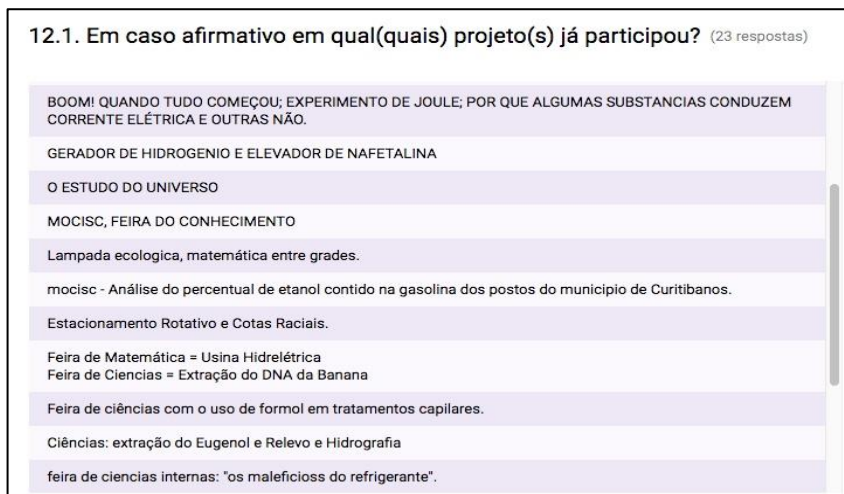 12.1. Em caso afirmativo em qual(quais) projeto(s) já participou? (23 respostas)
BOOM! QUANDO TUDO COMEÇOU; EXPERIMENTO DE JOULE; POR QUE ALGUMAS SUBSTANCIAS CONDUZEM
CORRENTE ELÉTRICA E OUTRAS NÃO.
GERADOR DE HIDROGENIO E ELEVADOR DE NAFETALINA
O ESTUDO DO UNIVERSO
MOCISC, FEIRA DO CONHECIMENTO
Lampada ecologica, matemática entre grades.
mocisc - Análise do percentual de etanol contido na gasolina dos postos do municipio de Curitibanos.
Estacionamento Rotativo e Cotas Raciais.
Feira de Matemática = Usina Hidrelétrica
Feira de Ciencias = Extração do DNA da Banana
Feira de ciências com o uso de formol em tratamentos capilares.
Ciências: extração do Eugenol e Relevo e Hidrografia
feira de ciencias internas: "os maleficioss do refrigerante".